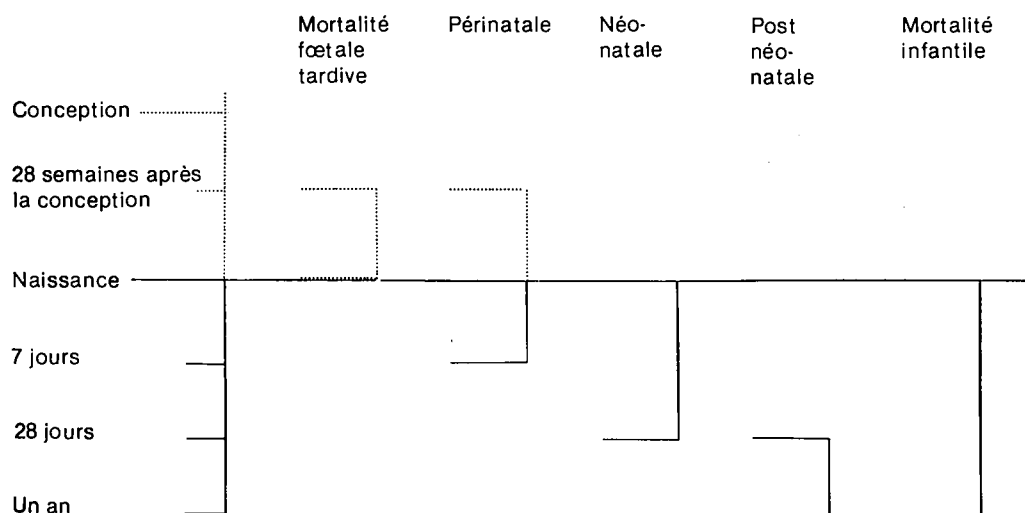 Mortalité
fœtale
tardive
Périnatale
Néo-
natale
Post
néo-
natale
Mortalité
infantile
Conception
28 semaines après
la conception
Naissance
7 jours
28 jours
Un an